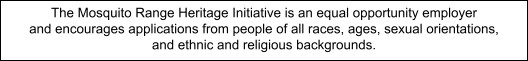 The Mosquito Range Heritage Initiative is an equal opportunity employer
and encourages applications from people of all races, ages, sexual orientations,
and ethnic and religious backgrounds.